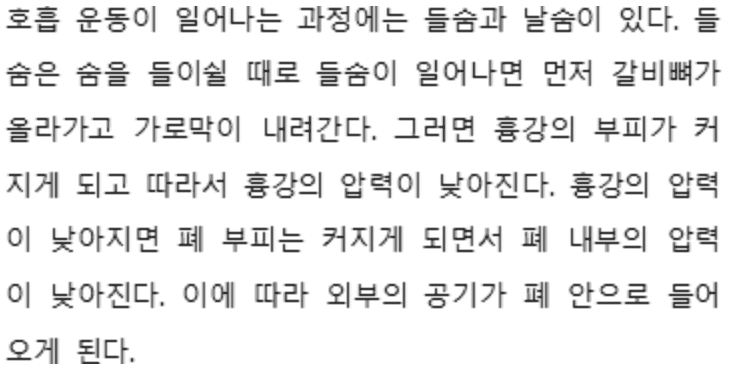 호흡 운동이 일어나는 과정에는 들숨과 날숨이 있다. 들
숨은 숨을 들이쉴 때로 들숨이 일어나면 먼저 갈비뼈가
올라가고 가로막이 내려간다. 그러면 흉강의 부피가 커
지게 되고 따라서 흉강의 압력이 낮아진다. 흉강의 압력
이 낮아지면 폐 부피는 커지게 되면서 폐 내부의 압력
이 낮아진다. 이에 따라 외부의 공기가 폐 안으로 들어
오게 된다.